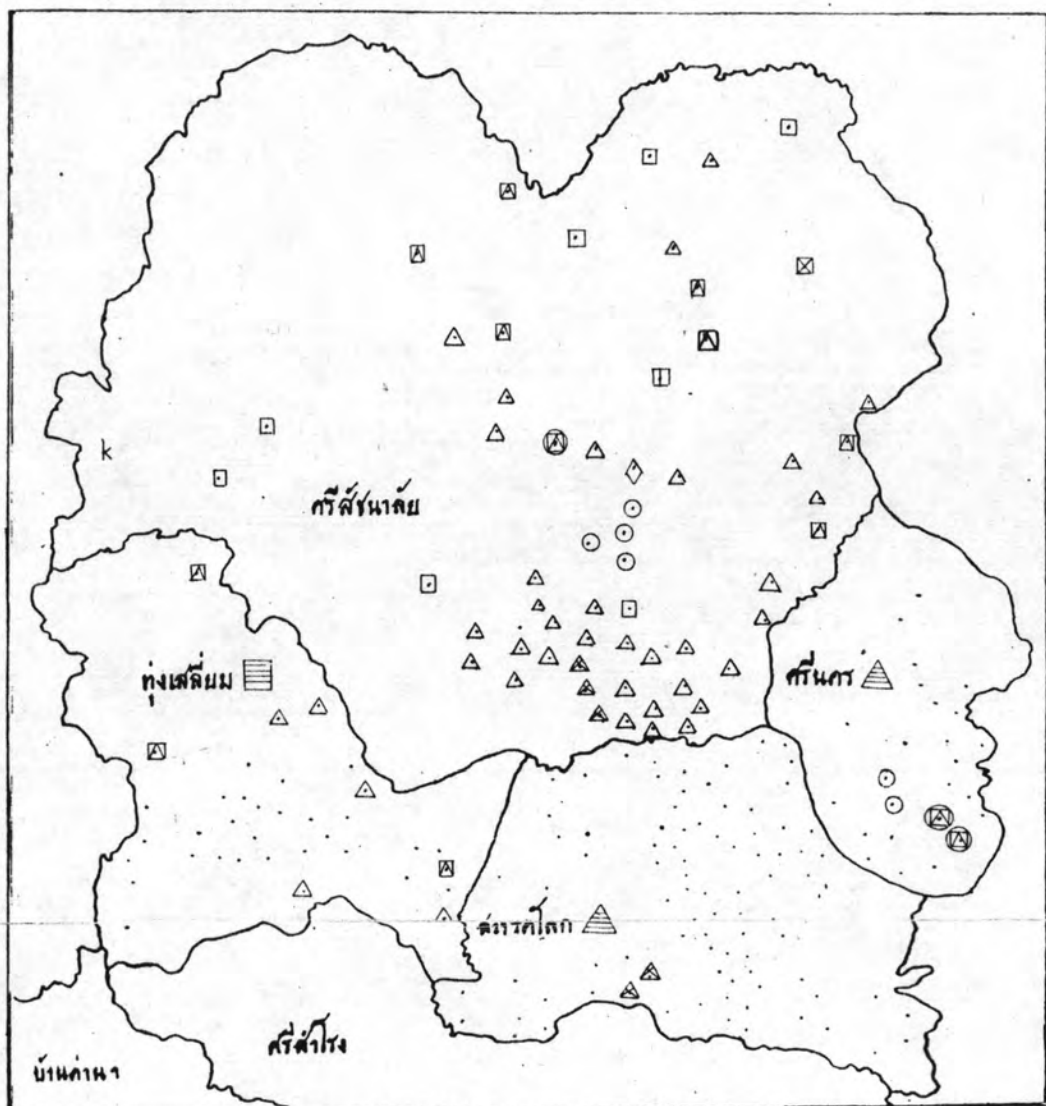 k
ศรีสัชนาลัย
ทุ่งเสลี่ยม
ศรีนคร
สวรรคโลก
ศรีสำโรง
บ้านด่านฯ